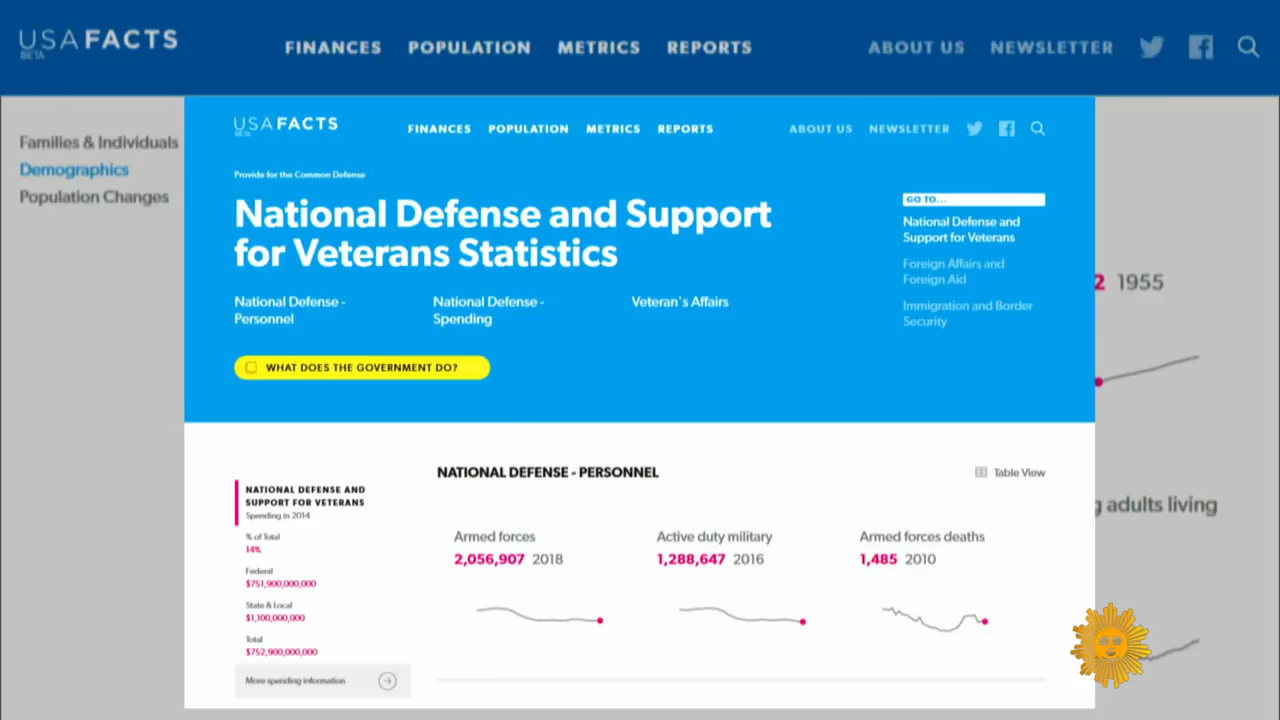 USAFACTS
BETA
FINANCES POPULATION METRICS REPORTS
ABOUT US NEWSLETTER
Families & Individuals
Demographics
Population Changes
USAFACTS
BETA
FINANCES POPULATION METRICS REPORTS
ABOUT US NEWSLETTER
Provide for the Common Defense
National Defense and Support
for Veterans Statistics
National Defense -
Personnel
National Defense -
Spending
Veteran's Affairs
WHAT DOES THE GOVERNMENT DO?
GO TO...
National Defense and
Support for Veterans
Foreign Affairs and
Foreign Aid
Immigration and Border
Security
2 1955
adults living
NATIONAL DEFENSE AND
SUPPORT FOR VETERANS
Spending in 2014
% of Total
14%
Federal
$751,900,000,000
State & Local
$1,100,000,000
Total
$752,900,000,000
More spending information
NATIONAL DEFENSE - PERSONNEL
Table View
Armed forces
2,056,907 2018
Active duty military
1,288,647 2016
Armed forces deaths
1,485 2010